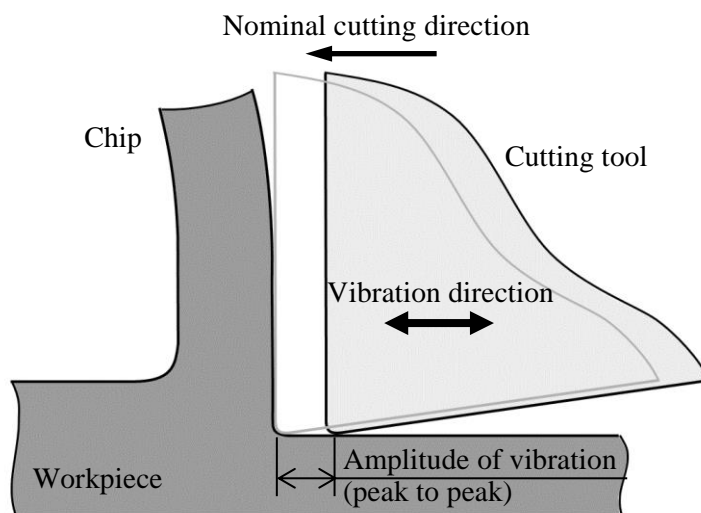 Nominal cutting direction
Chip
Cutting tool
Vibration direction
Workpiece
Amplitude of vibration
(peak to peak)